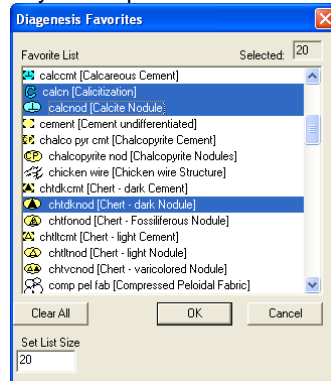 Diagenesis Favorites
Favorite List Selected: 20
calccmt [Calcareous Cement]
calcn [Calicitization]
calcnod [Calcite Nodule]
cement [Cement undifferentiated]
chalco pyr cmt [Chalcopyrite Cement]
chalcopyrite nod [Chalcopyrite Nodules]
chicken wire [Chicken wire Structure]
chtdkcmt [Chert - dark Cement]
chtdknod [Chert - dark Nodule]
chtfonod [Chert - Fossiliferous Nodule]
chtltcmt [Chert - light Cement]
chtltnod [Chert - light Nodule]
chtvcnod [Chert - varicolored Nodule]
comp pel fab [Compressed Peloidal Fabric]
Clear All OK Cancel
Set List Size
20